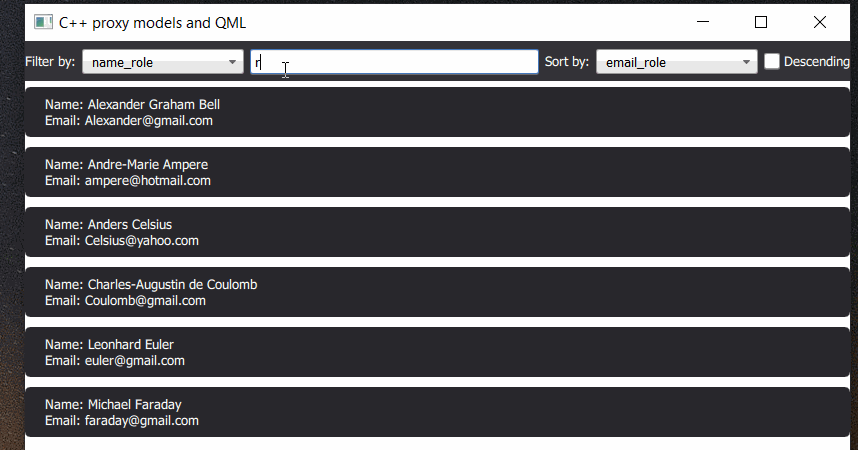 C++ proxy models and QML
Filter by: name_role r Sort by: email_role Descending
Name: Alexander Graham Bell
Email: Alexander@gmail.com
Name: Andre-Marie Ampere
Email: ampere@hotmail.com
Name: Anders Celsius
Email: Celsius@yahoo.com
Name: Charles-Augustin de Coulomb
Email: Coulomb@gmail.com
Name: Leonhard Euler
Email: euler@gmail.com
Name: Michael Faraday
Email: faraday@gmail.com